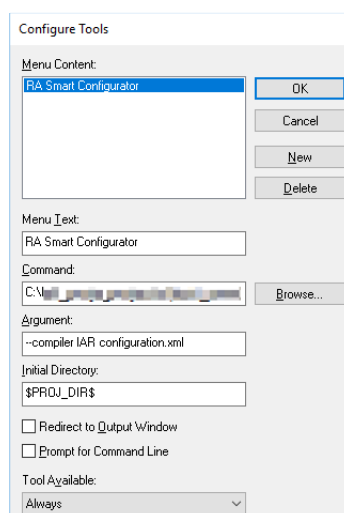 Configure Tools
Menu Content:
RA Smart Configurator
OK
Cancel
New
Delete
Menu Text:
RA Smart Configurator
Command:
C:\
Browse...
Argument:
--compiler IAR configuration.xml
Initial Directory:
$PROJ_DIR$
Redirect to Output Window
Prompt for Command Line
Tool Available:
Always